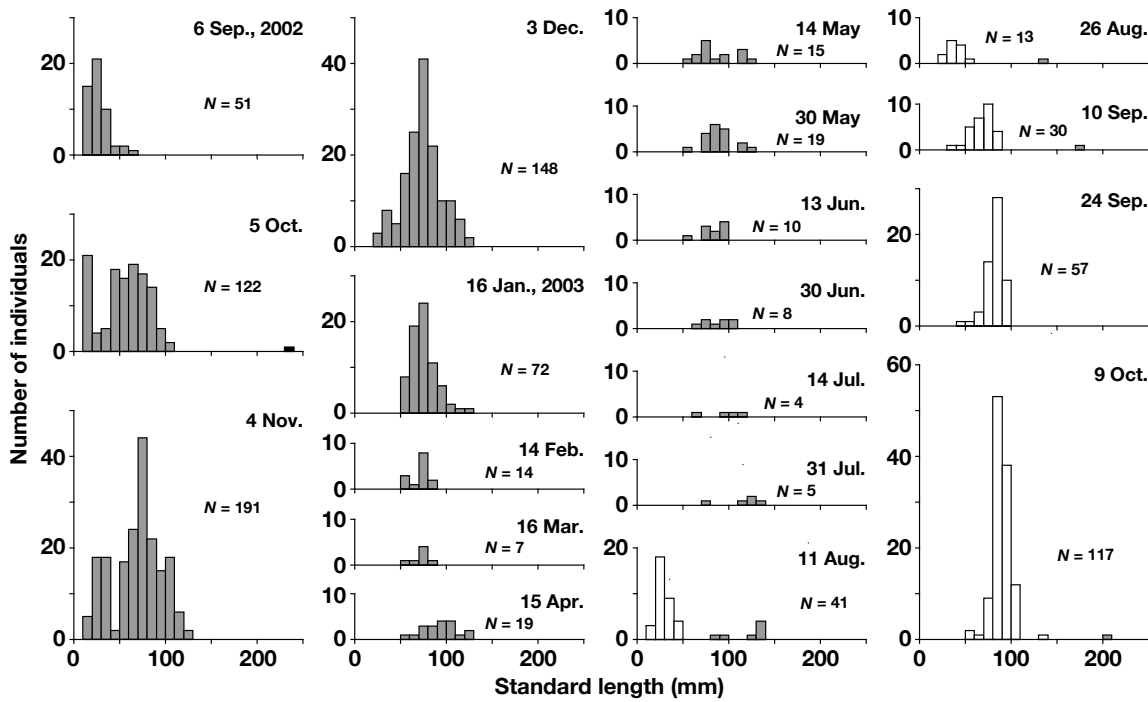 Number of individuals
6 Sep., 2002
20
N = 51
0
5 Oct.
20
N = 122
0
4 Nov.
40
N = 191
20
0
0 100 200
3 Dec.
40
20
N = 148
0
16 Jan., 2003
20
N = 72
0
14 Feb.
10
N = 14
0
16 Mar.
10
N = 7
0
15 Apr.
10
N = 19
0
0 100 200
14 May
10
N = 15
0
30 May
10
N = 19
0
13 Jun.
10
N = 10
0
30 Jun.
10
N = 8
0
14 Jul.
10
N = 4
0
31 Jul.
10
N = 5
0
11 Aug.
20
N = 41
0
0 100 200
26 Aug.
10
N = 13
0
10 Sep.
10
N = 30
0
24 Sep.
20
N = 57
0
9 Oct.
60
40
20
N = 117
0
0 100 200
Standard length (mm)